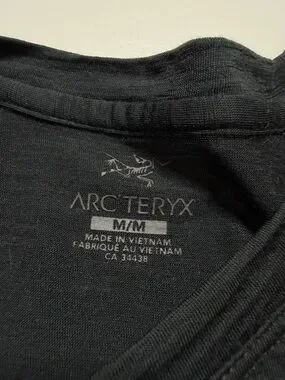 ARC'TERYX
M/M
MADE IN VIETNAM
FABRIQUÉ AU VIETNAM
CA 34438